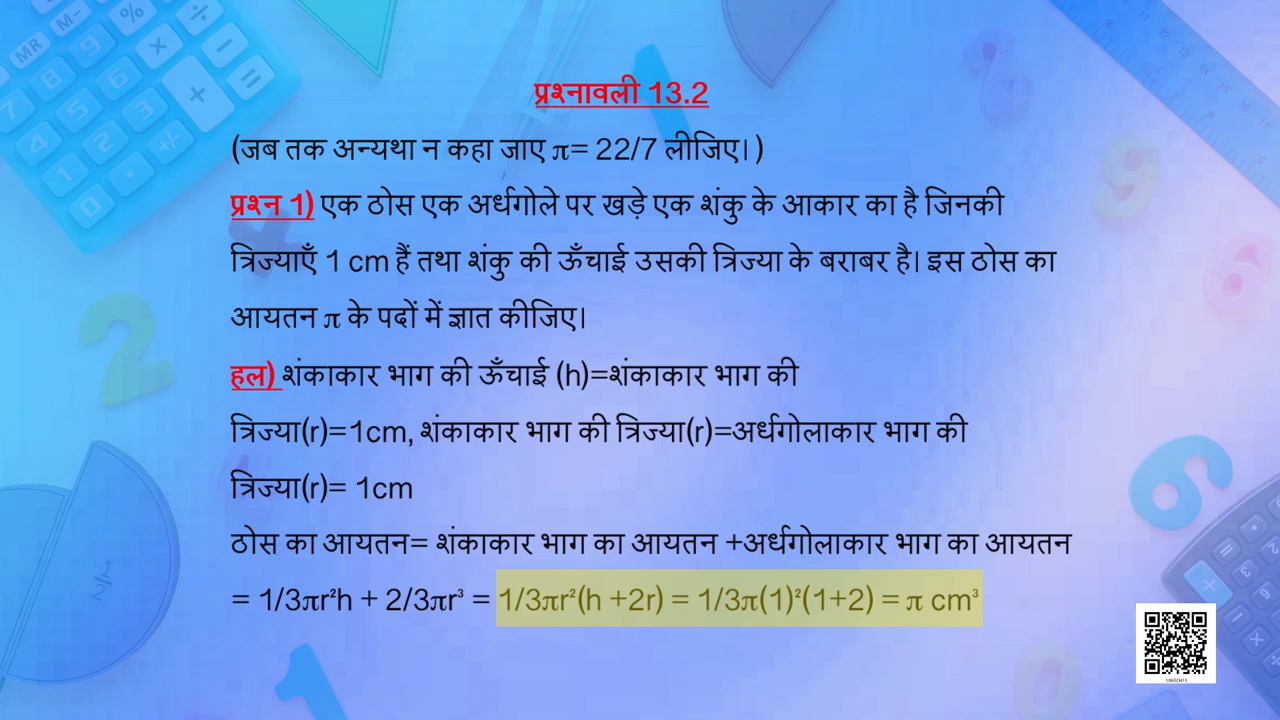 प्रश्नावली 13.2
(जब तक अन्यथा न कहा जाए π= 22/7 लीजिए। )
प्रश्न 1) एक ठोस एक अर्धगोले पर खड़े एक शंकु के आकार का है जिनकी
त्रिज्याएँ 1 cm हैं तथा शंकु की ऊँचाई उसकी त्रिज्या के बराबर है। इस ठोस का
आयतन π के पदों में ज्ञात कीजिए।
हल) शंकाकार भाग की ऊँचाई (h)=शंकाकार भाग की
त्रिज्या(r)=1cm, शंकाकार भाग की त्रिज्या(r)=अर्धगोलाकार भाग की
त्रिज्या(r)= 1cm
ठोस का आयतन= शंकाकार भाग का आयतन +अर्धगोलाकार भाग का आयतन
= 1/3πr²h + 2/3πr³ = 1/3πr²(h +2r) = 1/3π(1)²(1+2) = π cm³